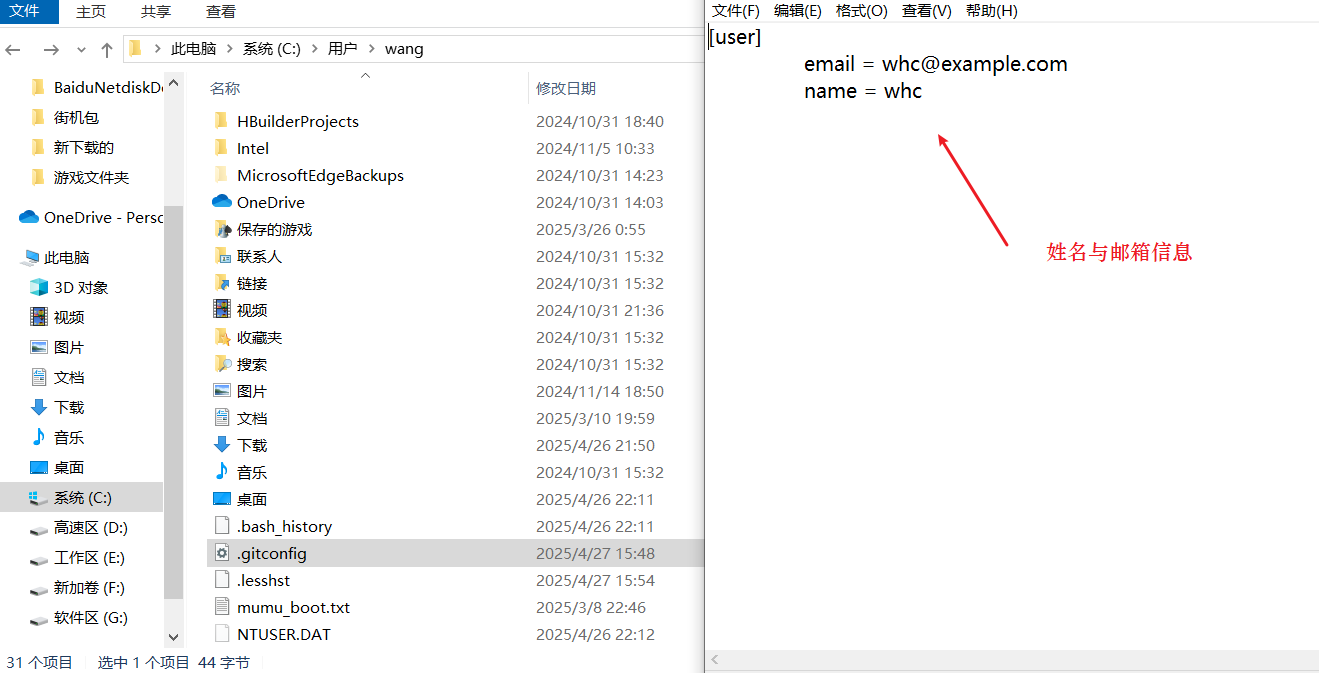 文件 主页 共享 查看
此电脑 系统 (C:) 用户 wang
BaiduNetdiskDo
街机包
新下载的
游戏文件夹
OneDrive - Perso
此电脑
3D 对象
视频
图片
文档
下载
音乐
桌面
系统 (C:)
高速区 (D:)
工作区 (E:)
新加卷 (F:)
软件区 (G:)
名称 修改日期
HBuilderProjects 2024/10/31 18:40
Intel 2024/11/5 10:33
MicrosoftEdgeBackups 2024/10/31 14:23
OneDrive 2024/10/31 14:03
保存的游戏 2025/3/26 0:55
联系人 2024/10/31 15:32
链接 2024/10/31 15:32
视频 2024/10/31 21:36
收藏夹 2024/10/31 15:32
搜索 2024/10/31 15:32
图片 2024/11/14 18:50
文档 2025/3/10 19:59
下载 2025/4/26 21:50
音乐 2024/10/31 15:32
桌面 2025/4/26 22:11
.bash_history 2025/4/26 22:11
.gitconfig 2025/4/27 15:48
.lesshst 2025/4/27 15:54
mumu_boot.txt 2025/3/8 22:46
NTUSER.DAT 2025/4/26 22:12
31 个项目 选中 1 个项目 44 字节
文件(F) 编辑(E) 格式(O) 查看(V) 帮助(H)
[user]
email = whc@example.com
name = whc
姓名与邮箱信息